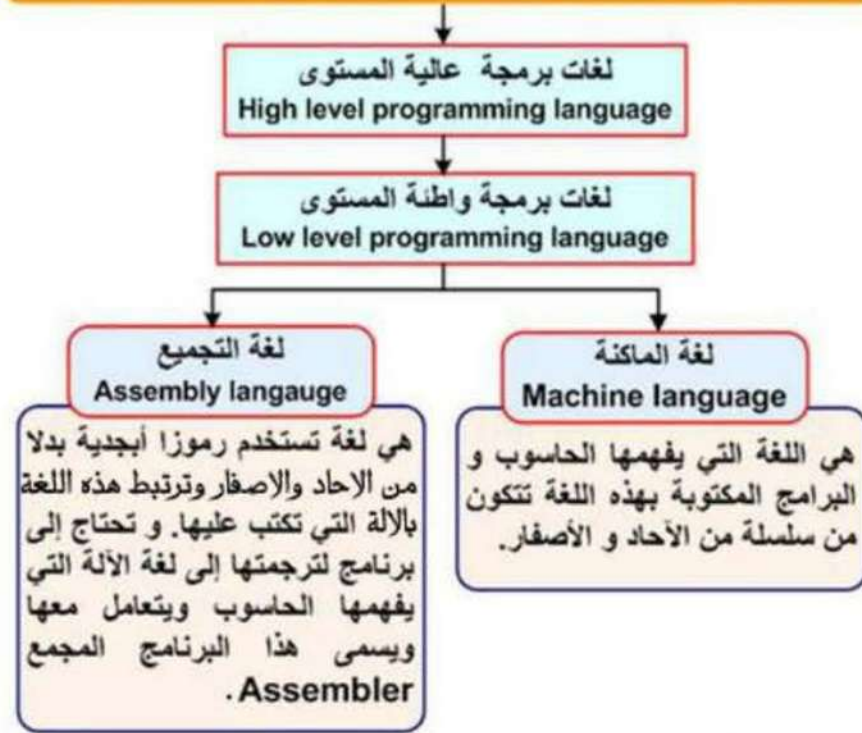 لغات برمجة عالية المستوى
High level programming language
لغات برمجة واطئة المستوى
Low level programming language
لغة الماكنة
Machine language
هي اللغة التي يفهمها الحاسوب و
البرامج المكتوبة بهذه اللغة تتكون
من سلسلة من الآحاد و الأصفار.
لغة التجميع
Assembly langauge
هي لغة تستخدم رموزا أبجدية بدلا
من الاحاد والاصفار وترتبط هذه اللغة
بالالة التي تكتب عليها. و تحتاج إلى
برنامج لترجمتها إلى لغة الآلة التي
يفهمها الحاسوب ويتعامل معها
ويسمى هذا البرنامج المجمع
Assembler .